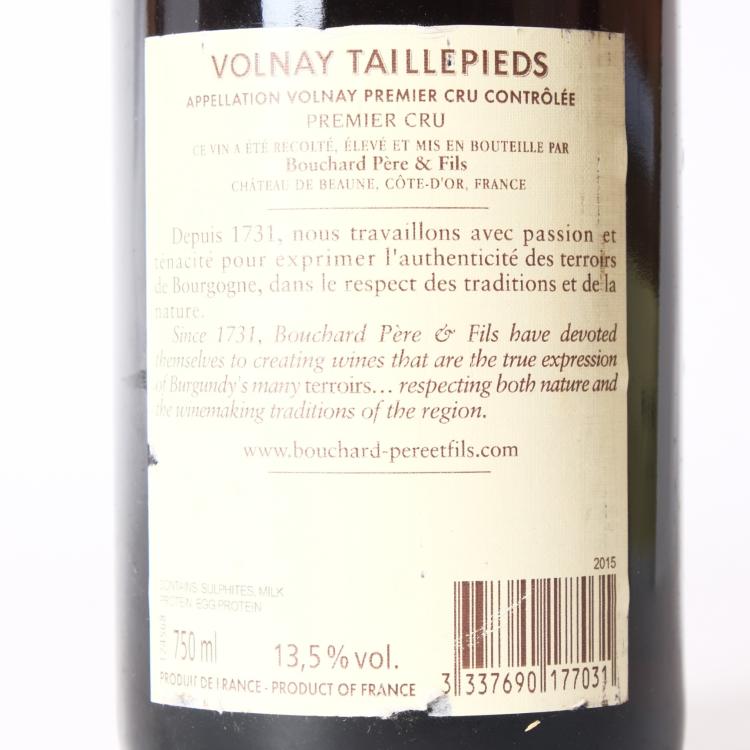 VOLNAY TAILLEPIEDS
APPELLATION VOLNAY PREMIER CRU CONTRÔLÉE
PREMIER CRU
CE VIN A ÉTÉ RÉCOLTÉ, ÉLEVÉ ET MIS EN BOUTEILLE PAR
Bouchard Père & Fils
CHÂTEAU DE BEAUNE, CÔTE-D'OR, FRANCE
Depuis 1731, nous travaillons avec passion et
ténacité pour exprimer l'authenticité des terroirs
de Bourgogne, dans le respect des traditions et de la
nature.
Since 1731, Bouchard Père & Fils have devoted
themselves to creating wines that are the true expression
of Burgundy's many terroirs... respecting both nature and
the winemaking traditions of the region.
www.bouchard-pereetfils.com
2015
CONTAINS SULPHITES, MILK
PROTEIN, EGG PROTEIN
750 ml
13,5 % vol.
PRODUIT DE FRANCE - PRODUCT OF FRANCE
3 337690 177031